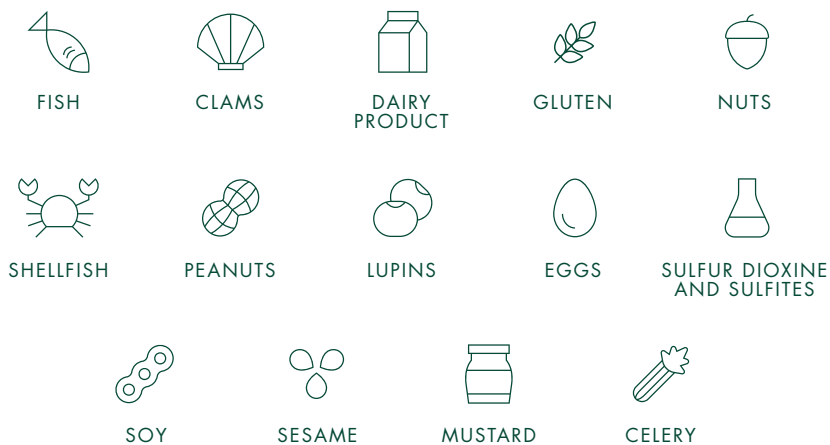 FISH
CLAMS
DAIRY
PRODUCT
GLUTEN
NUTS
SHELLFISH
PEANUTS
LUPINS
EGGS
SULFUR DIOXINE
AND SULFITES
SOY
SESAME
MUSTARD
CELERY